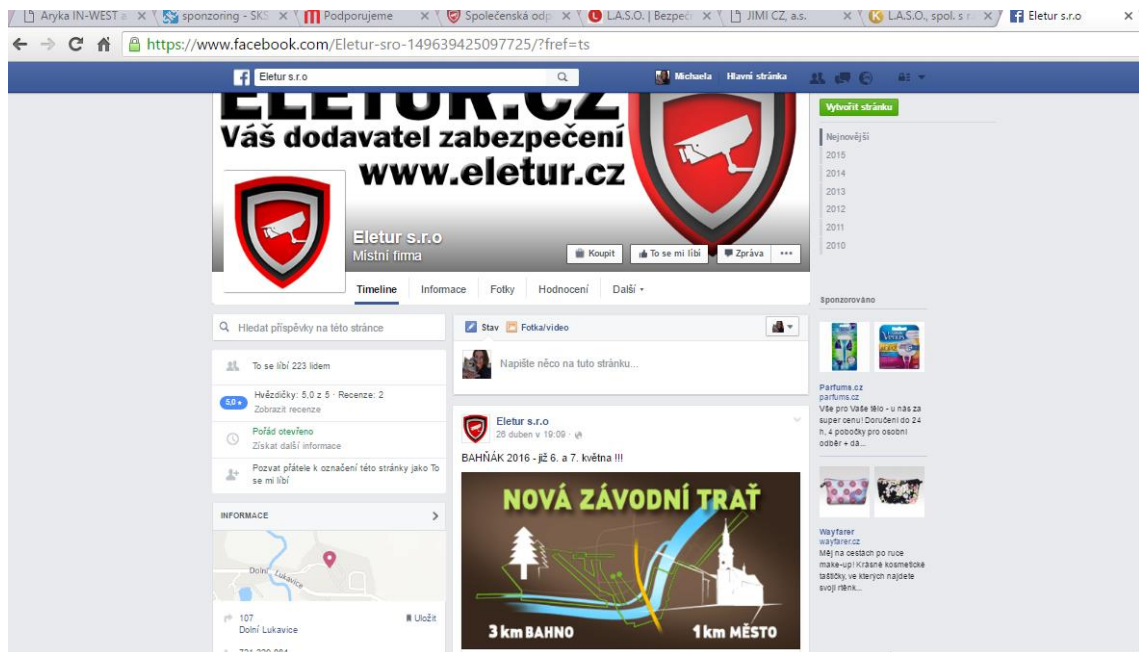 Aryka IN-WEST a
sponzoring - SKS
Podporujeme
Společenská odp
L.A.S.O. | Bezpeč
JIMI CZ, a.s.
L.A.S.O., spol. s r
Eletur s.r.o
https://www.facebook.com/Eletur-sro-149639425097725/?fref=ts
Eletur s.r.o
Michaela
Hlavní stránka
ELETUR.CZ
Váš dodavatel zabezpečení
www.eletur.cz
Eletur s.r.o
Místní firma
Koupit
To se mi líbí
Zpráva
Timeline
Informace
Fotky
Hodnocení
Další
Hledat příspěvky na této stránce
To se líbí 223 lidem
5,0
Hvězdičky: 5,0 z 5 · Recenze: 2
Zobrazit recenze
Pořád otevřeno
Získat další informace
Pozvat přátele k označení této stránky jako To
se mi líbí
INFORMACE
Dolní Lukavice
107
Dolní Lukavice
Uložit
Stav
Fotka/video
Napište něco na tuto stránku...
Eletur s.r.o
26 duben v 19:09 ·
BAHŇÁK 2016 - již 6. a 7. května !!!
NOVÁ ZÁVODNÍ TRAŤ
3 km BAHNO
1 km MĚSTO
Vytvořit stránku
Nejnovější
2015
2014
2013
2012
2011
2010
Sponzorováno
Parfums.cz
parfums.cz
Vše pro Vaše tělo - u nás za
super cenu! Doručení do 24
h, 4 pobočky pro osobní
odběr + da...
Wayfarer
wayfarer.cz
Měj na cestách po ruce
make-up! Krásné kosmetické
taštičky, ve kterých najdete
svoji rtěnk...